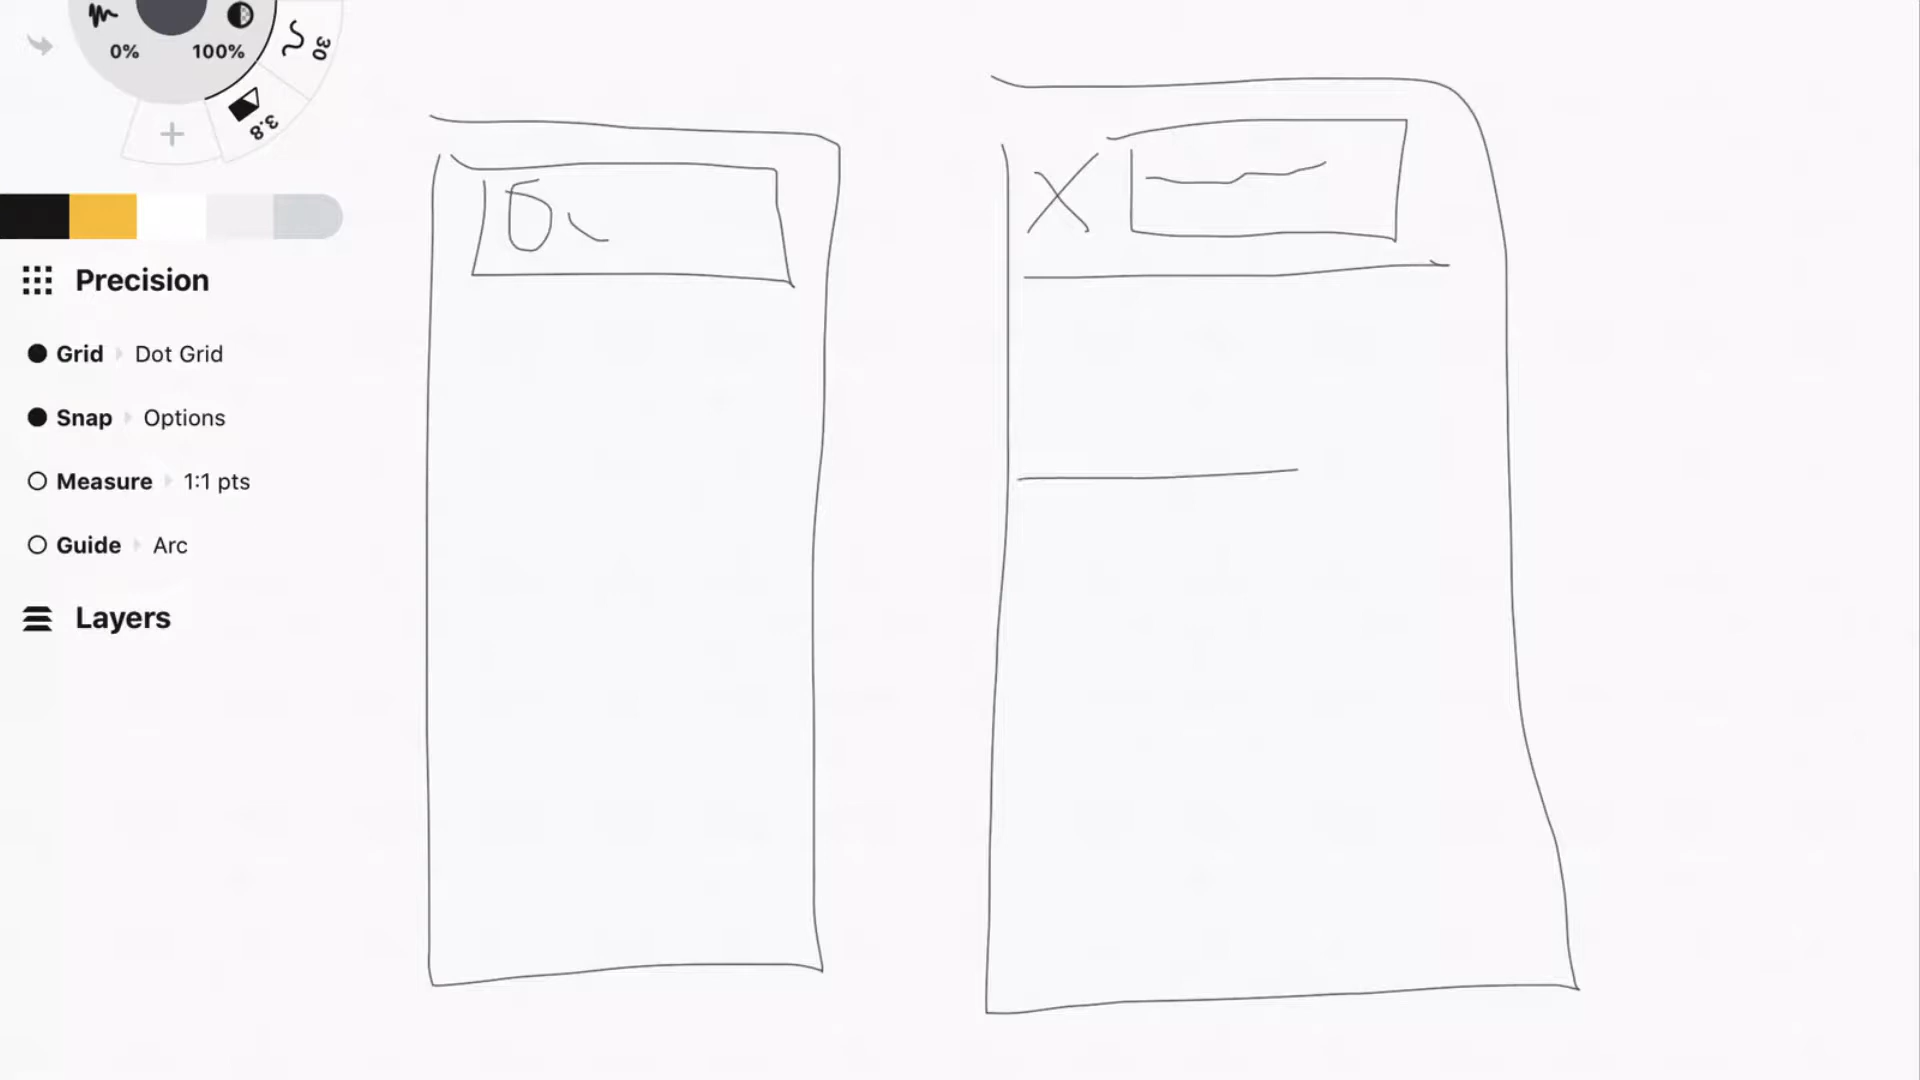 0% 100%
30
3.8
Precision
Grid Dot Grid
Snap Options
Measure 1:1 pts
Guide Arc
Layers
X